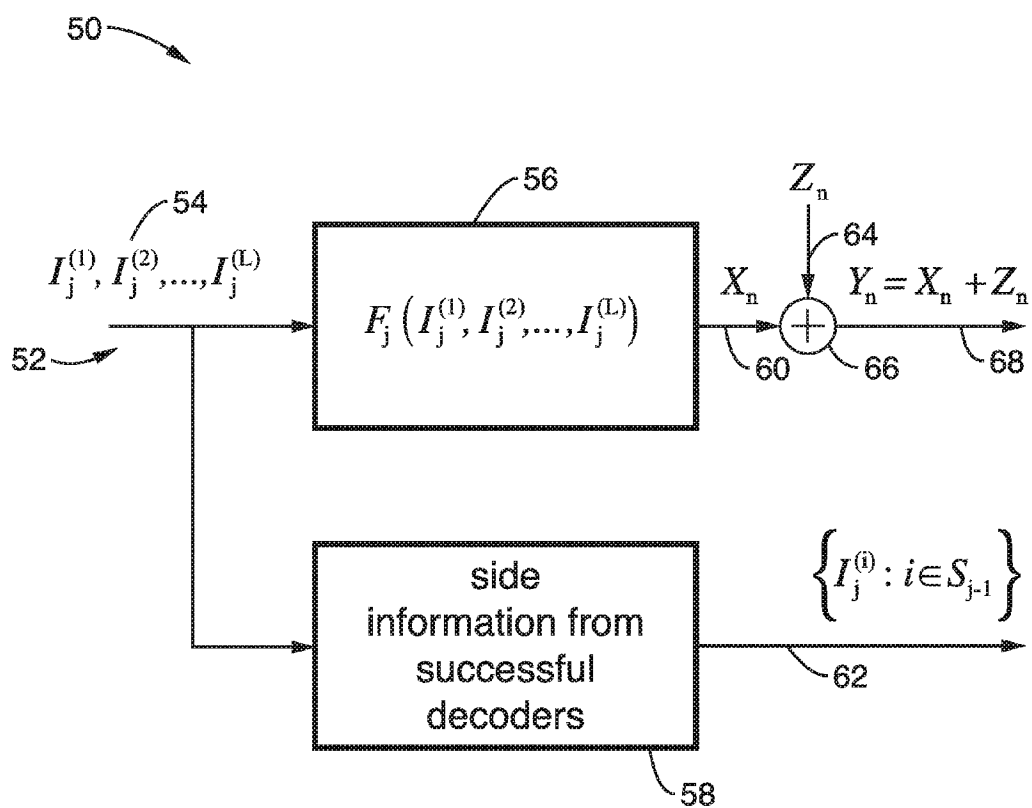 50
54
I_j^(1), I_j^(2),...,I_j^(L)
52
56
F_j (I_j^(1), I_j^(2),...,I_j^(L))
Z_n
64
X_n
Y_n = X_n + Z_n
60
66
68
side
information from
successful
decoders
{I_j^(i) : i∈S_j-1}
62
58